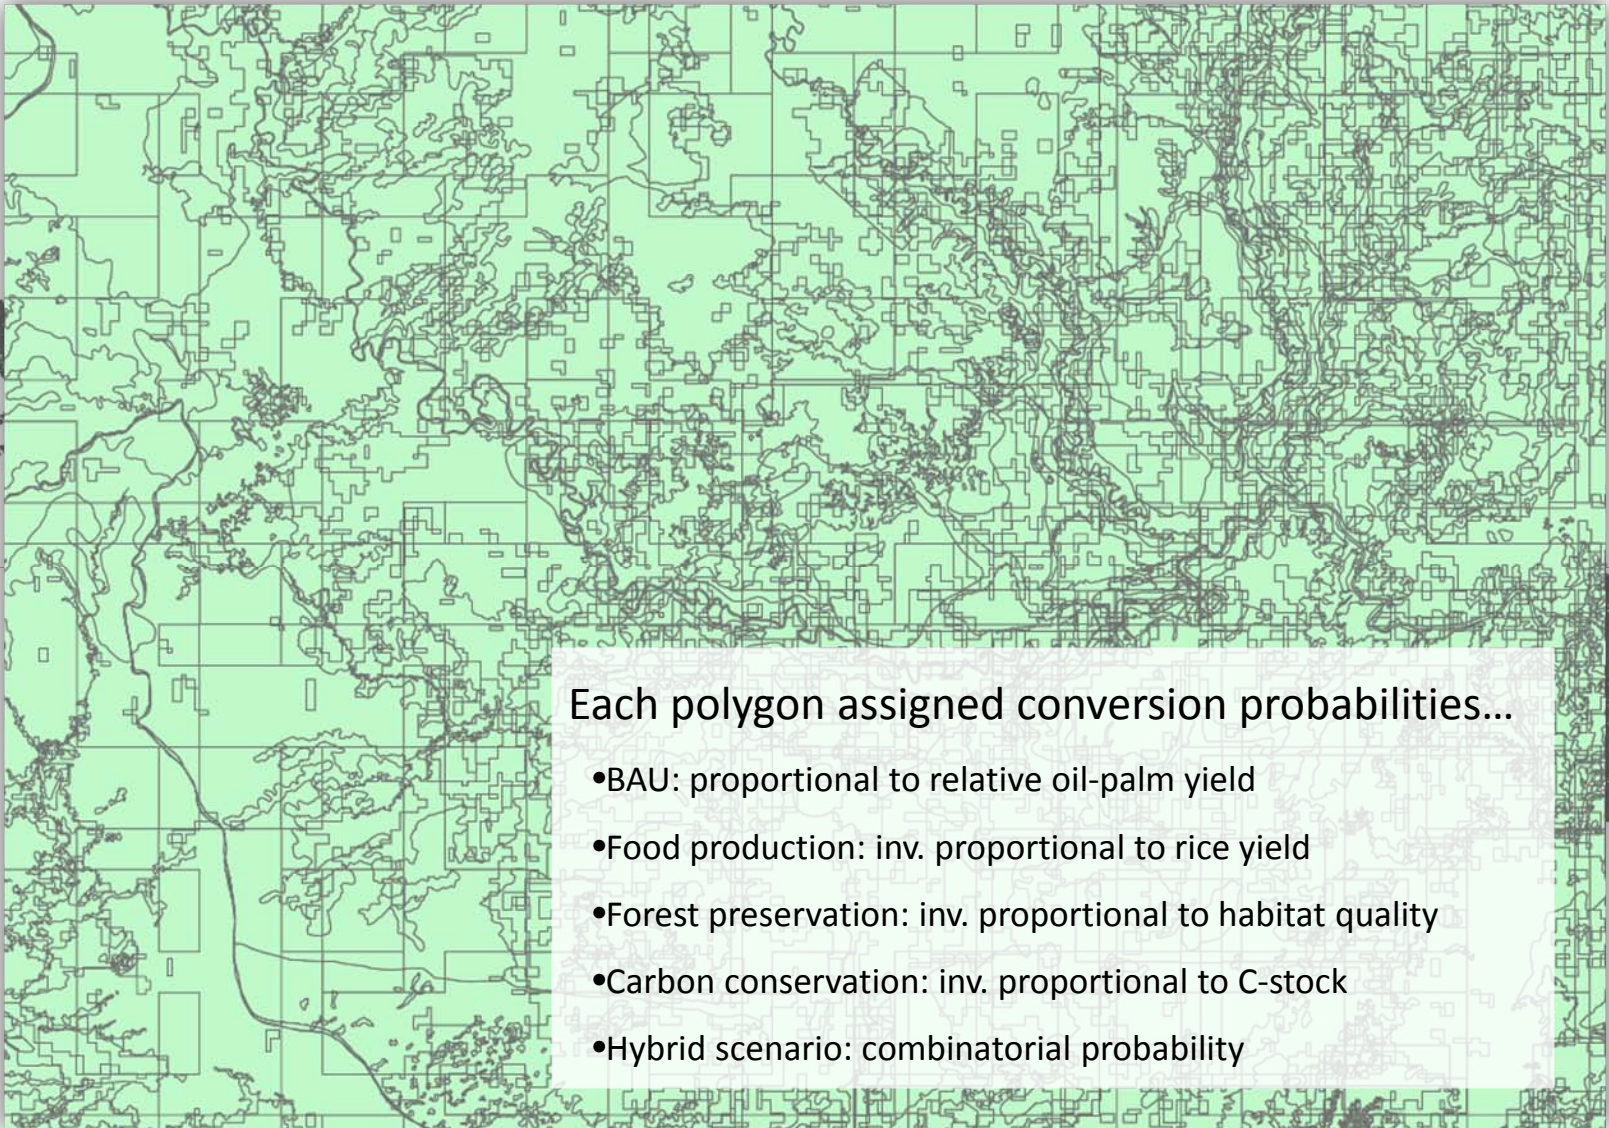 Each polygon assigned conversion probabilities...
•BAU: proportional to relative oil-palm yield
•Food production: inv. proportional to rice yield
•Forest preservation: inv. proportional to habitat quality
•Carbon conservation: inv. proportional to C-stock
•Hybrid scenario: combinatorial probability